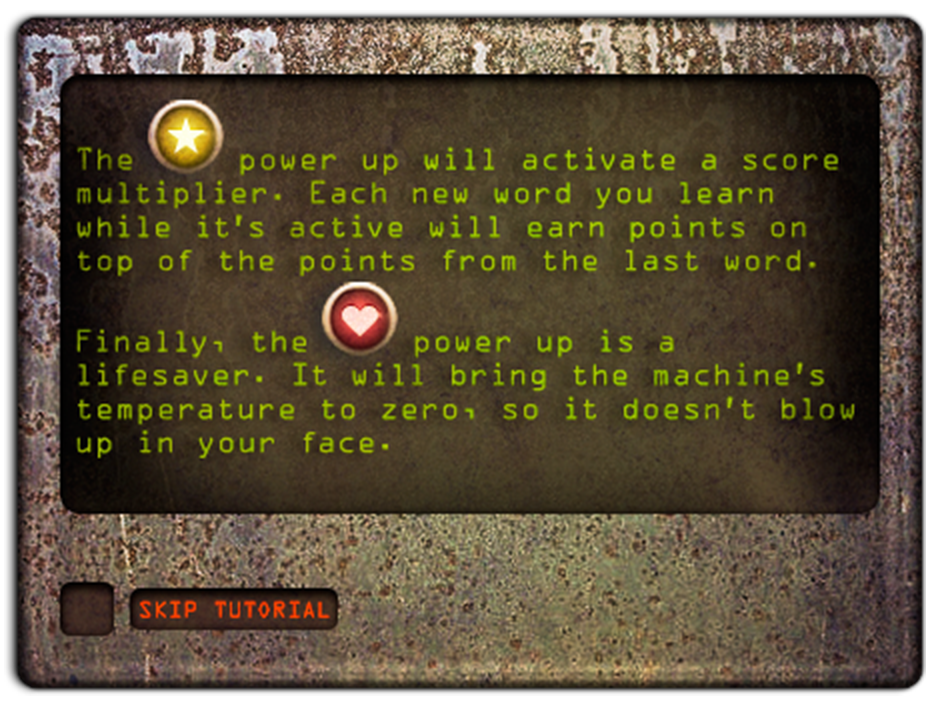 The power up will activate a score
multiplier. Each new word you learn
while it's active will earn points on
top of the points from the last word.
Finally, the power up is a
lifesaver. It will bring the machine's
temperature to zero, so it doesn't blow
up in your face.
SKIP TUTORIAL